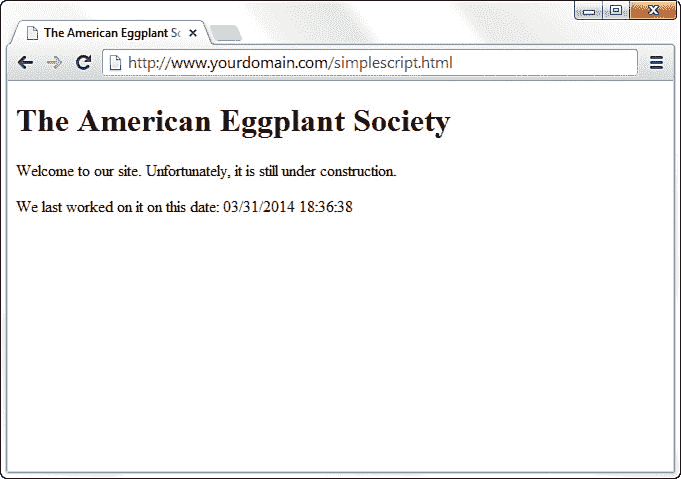 The American Eggplant So
http://www.yourdomain.com/simplescript.html
The American Eggplant Society
Welcome to our site. Unfortunately, it is still under construction.
We last worked on it on this date: 03/31/2014 18:36:38